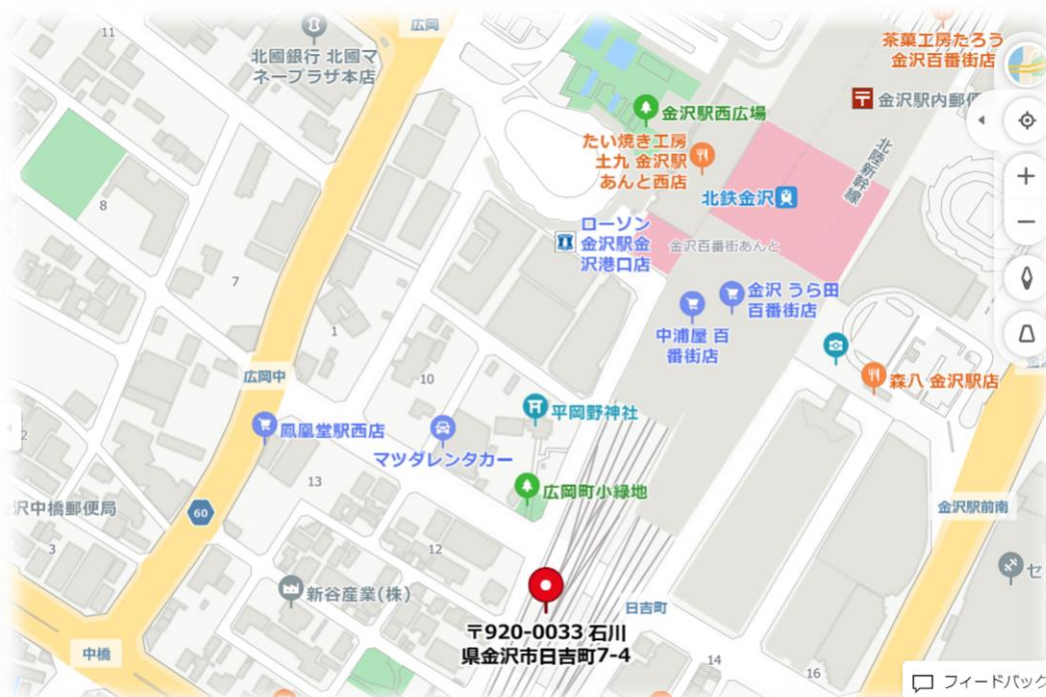 11
広岡
北國銀行 北國マ
ネープラザ本店
茶菓工房たろう
金沢百番街店
金沢駅内郵便
金沢駅西広場
たい焼き工房
土九 金沢駅
あんと西店
北陸新幹線
8
北鉄金沢
ローソン
金沢駅金
沢港口店
金沢百番街あんと
7
金沢 うら田
百番街店
中浦屋 百
番街店
1
広岡中
10
森八 金沢駅店
平岡野神社
鳳凰堂駅西店
マツダレンタカー
2
13
広岡町小緑地
沢中橋郵便局
60
金沢駅前南
3
12
セ
新谷産業(株)
日吉町
〒920-0033 石川
県金沢市日吉町7-4
中橋
14
16
フィードバック